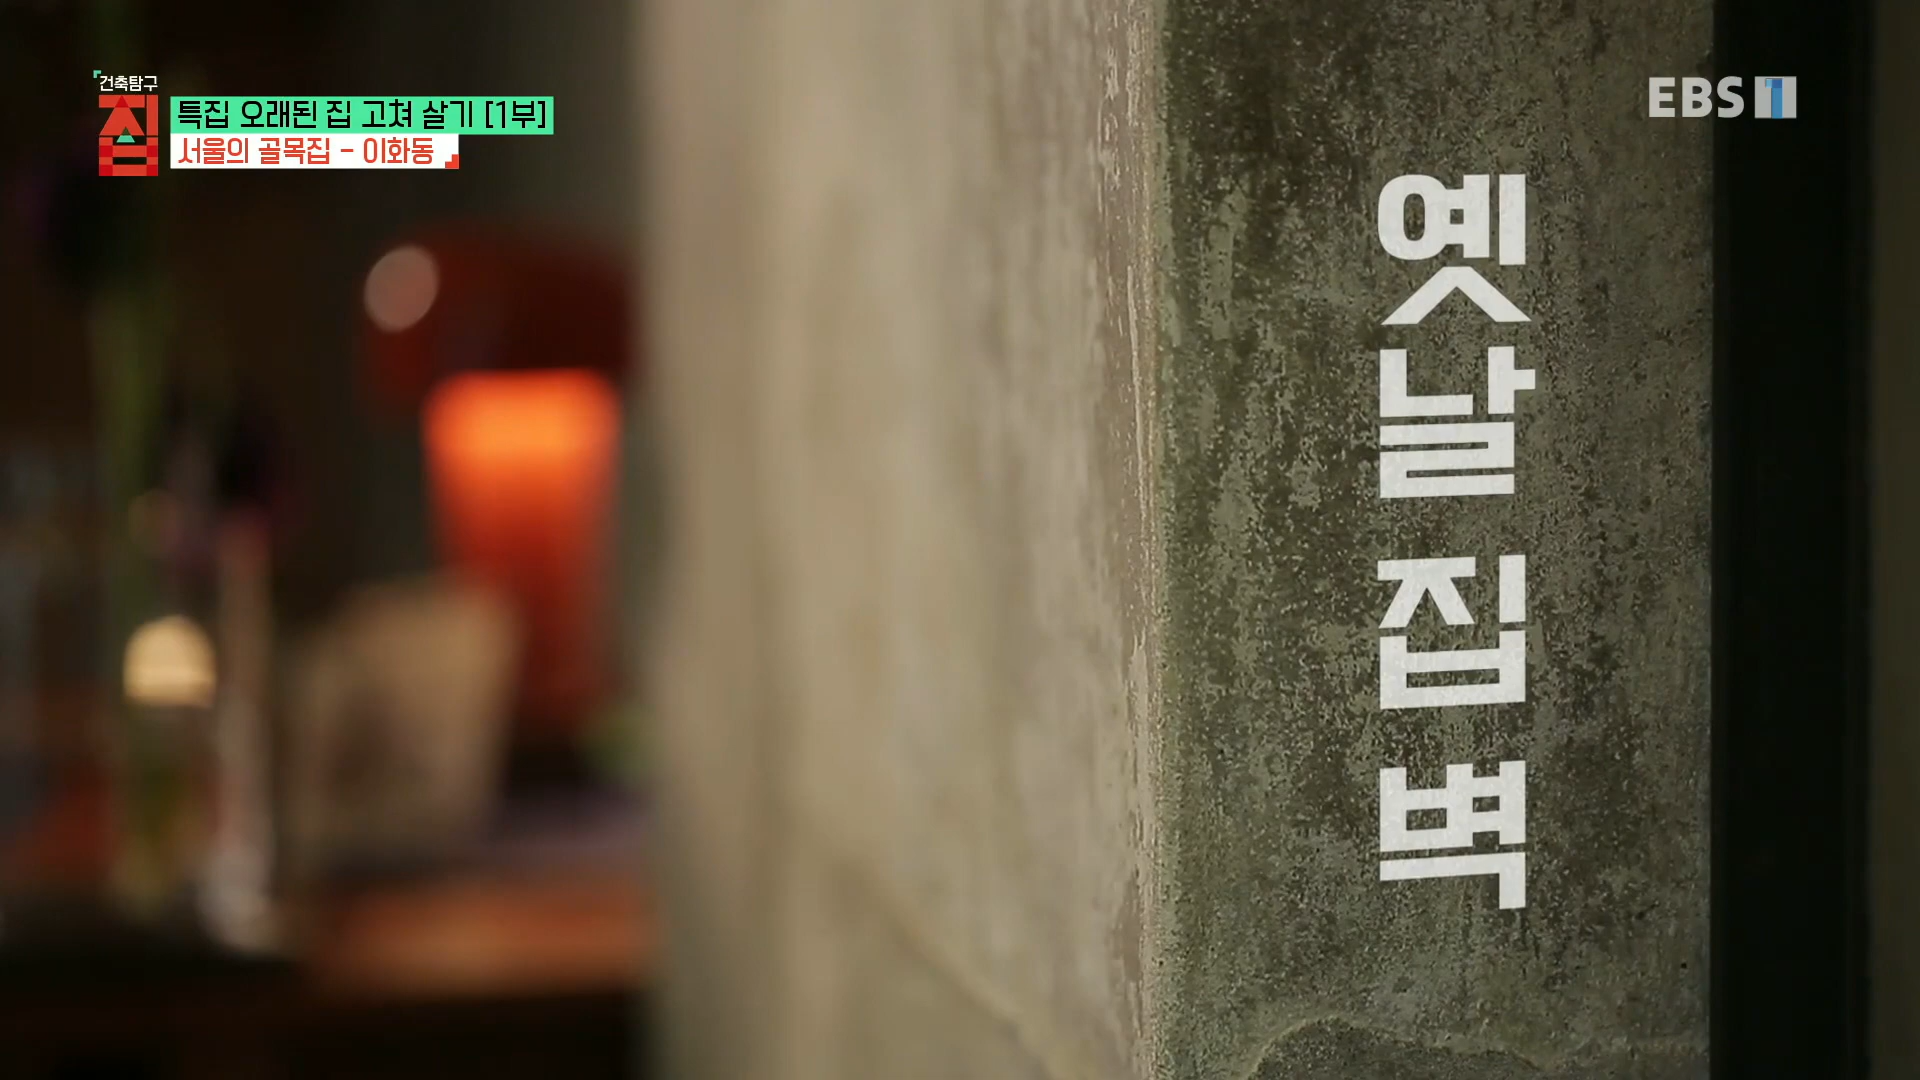 건축탐구
집
특집 오래된 집 고쳐 살기 [1부]
서울의 골목집 - 이화동
EBS 1
옛날 집 벽